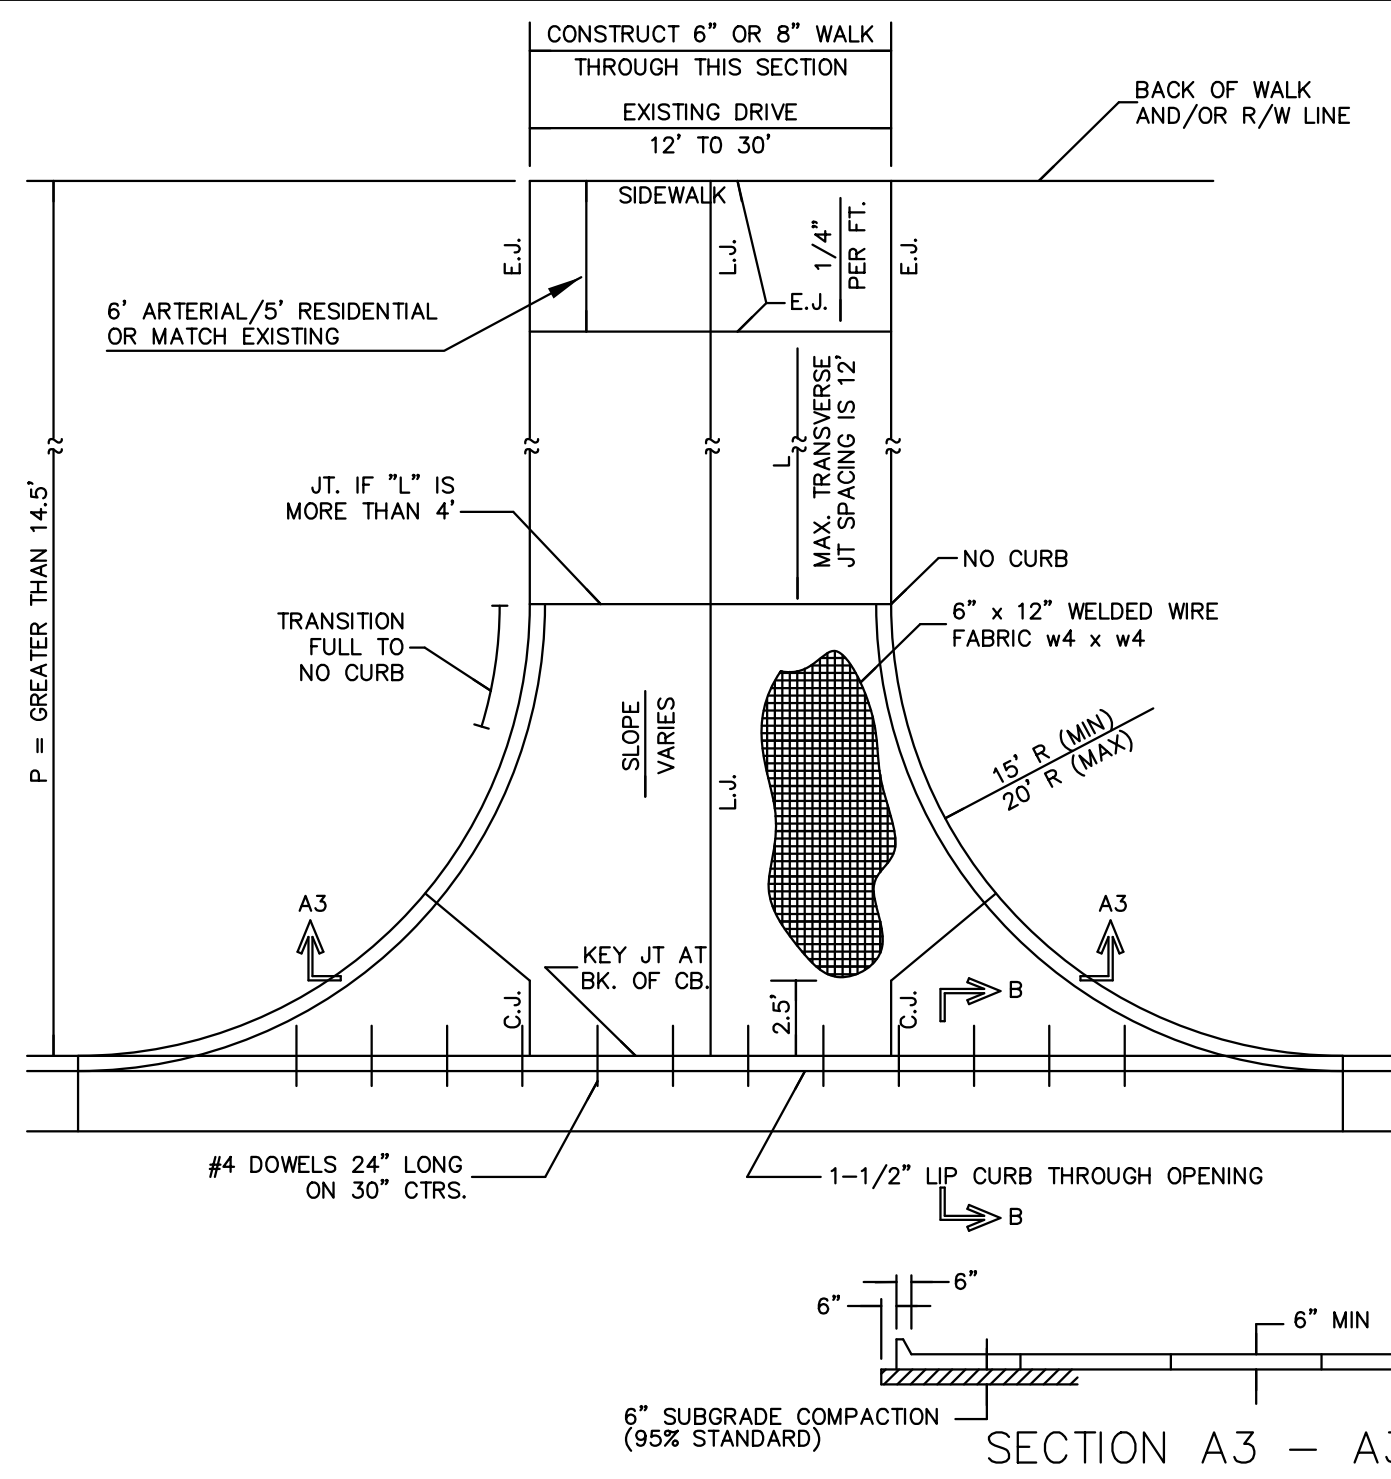 CONSTRUCT 6" OR 8" WALK
THROUGH THIS SECTION
EXISTING DRIVE
12' TO 30'
BACK OF WALK
AND/OR R/W LINE
SIDEWALK
E.J.
L.J.
1/4"
PER FT.
E.J.
E.J.
6' ARTERIAL/5' RESIDENTIAL
OR MATCH EXISTING
MAX. TRANSVERSE
JT SPACING IS 12'
L
JT. IF "L" IS
MORE THAN 4'
P = GREATER THAN 14.5'
NO CURB
6" x 12" WELDED WIRE
FABRIC w4 x w4
TRANSITION
FULL TO
NO CURB
SLOPE
VARIES
L.J.
15' R (MIN)
20' R (MAX)
A3
A3
KEY JT AT
BK. OF CB.
C.J.
2.5'
C.J.
B
#4 DOWELS 24" LONG
ON 30" CTRS.
1-1/2" LIP CURB THROUGH OPENING
B
6"
6"
6" MIN
6" SUBGRADE COMPACTION
(95% STANDARD)
SECTION A3 – A3